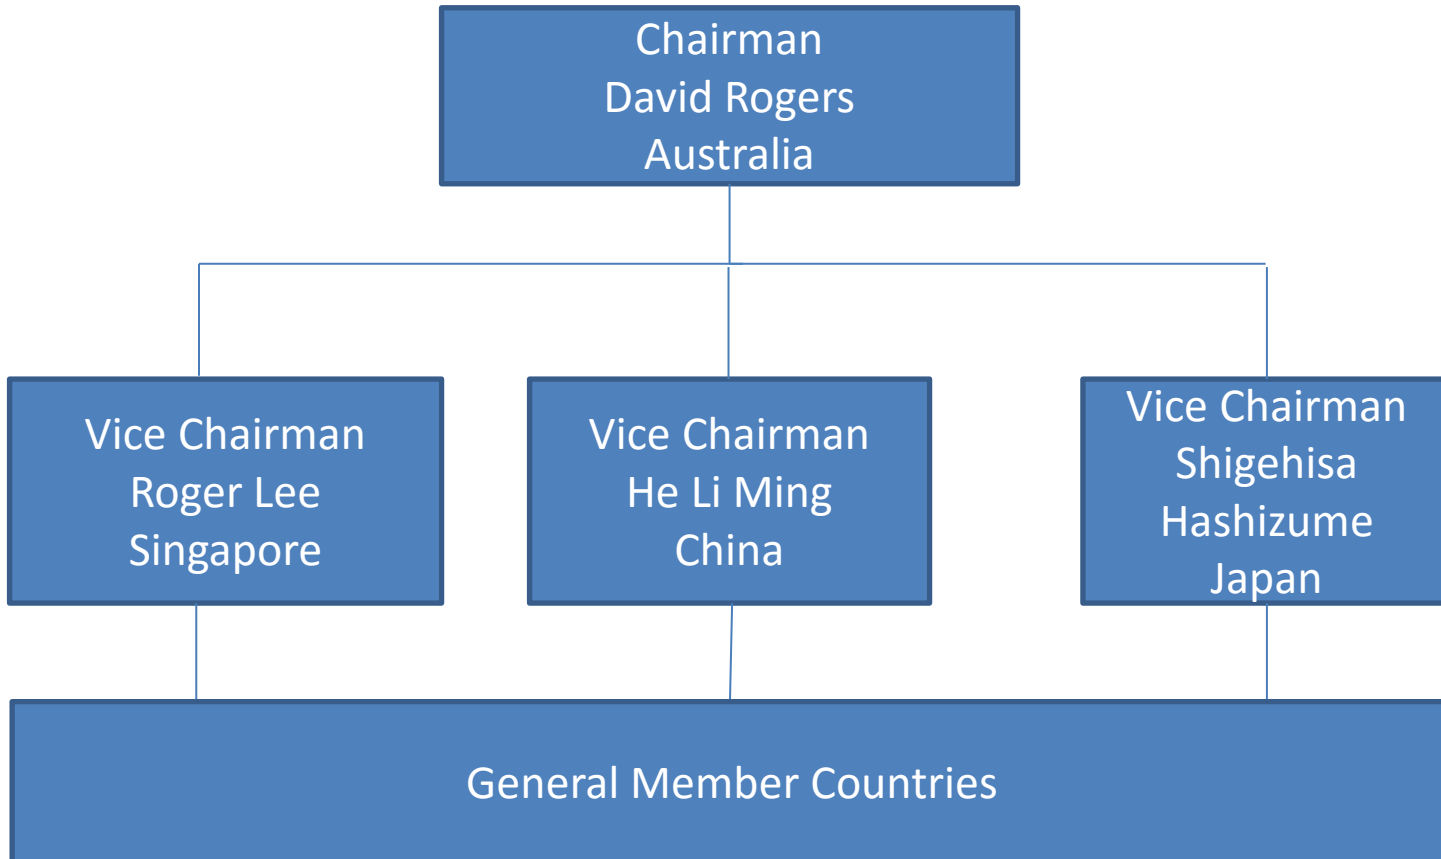 Chairman
David Rogers
Australia
Vice Chairman
Roger Lee
Singapore
Vice Chairman
He Li Ming
China
Vice Chairman
Shigehisa
Hashizume
Japan
General Member Countries